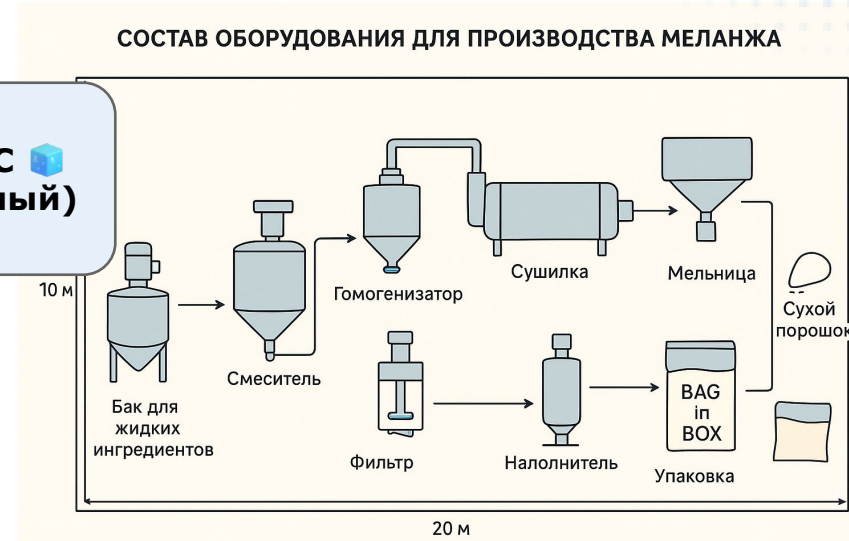 СОСТАВ ОБОРУДОВАНИЯ ДЛЯ ПРОИЗВОДСТВА МЕЛАНЖА
С
ный)
10 м
Бак для
жидких
ингредиентов
Смеситель
Гомогенизатор
Сушилка
Мельница
Сухой
порошок
Фильтр
Налолнитель
BAG
in
BOX
Упаковка
20 м